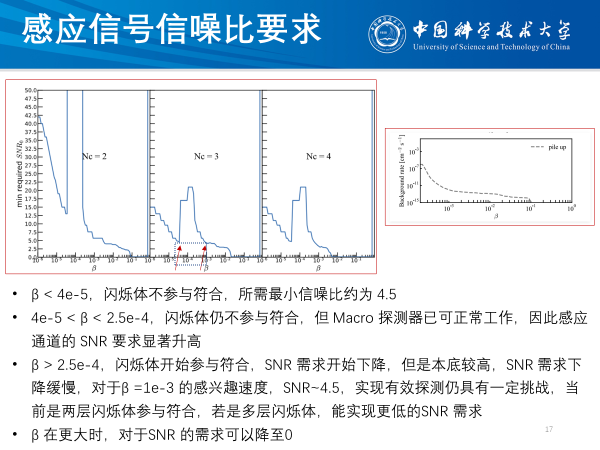 感应信号信噪比要求
中国科学技术大学
University of Science and Technology of China
min required SNR₀
50.0
47.5
45.0
42.5
40.0
37.5
35.0
32.5
30.0
27.5
25.0
22.5
20.0
17.5
15.0
12.5
10.0
7.5
5.0
2.5
0.0
Nc = 2
Nc = 3
Nc = 4
β
β
β
Background rate [cm⁻² s⁻¹]
pile up
β
• β < 4e-5，闪烁体不参与符合，所需最小信噪比约为 4.5
• 4e-5 < β < 2.5e-4，闪烁体仍不参与符合，但 Macro 探测器已可正常工作，因此感应
通道的 SNR 要求显著升高
• β > 2.5e-4，闪烁体开始参与符合，SNR 需求开始下降，但是本底较高，SNR 需求下
降缓慢，对于β =1e-3 的感兴趣速度，SNR~4.5，实现有效探测仍具有一定挑战，当
前是两层闪烁体参与符合，若是多层闪烁体，能实现更低的SNR 需求
• β 在更大时，对于SNR 的需求可以降至0
17